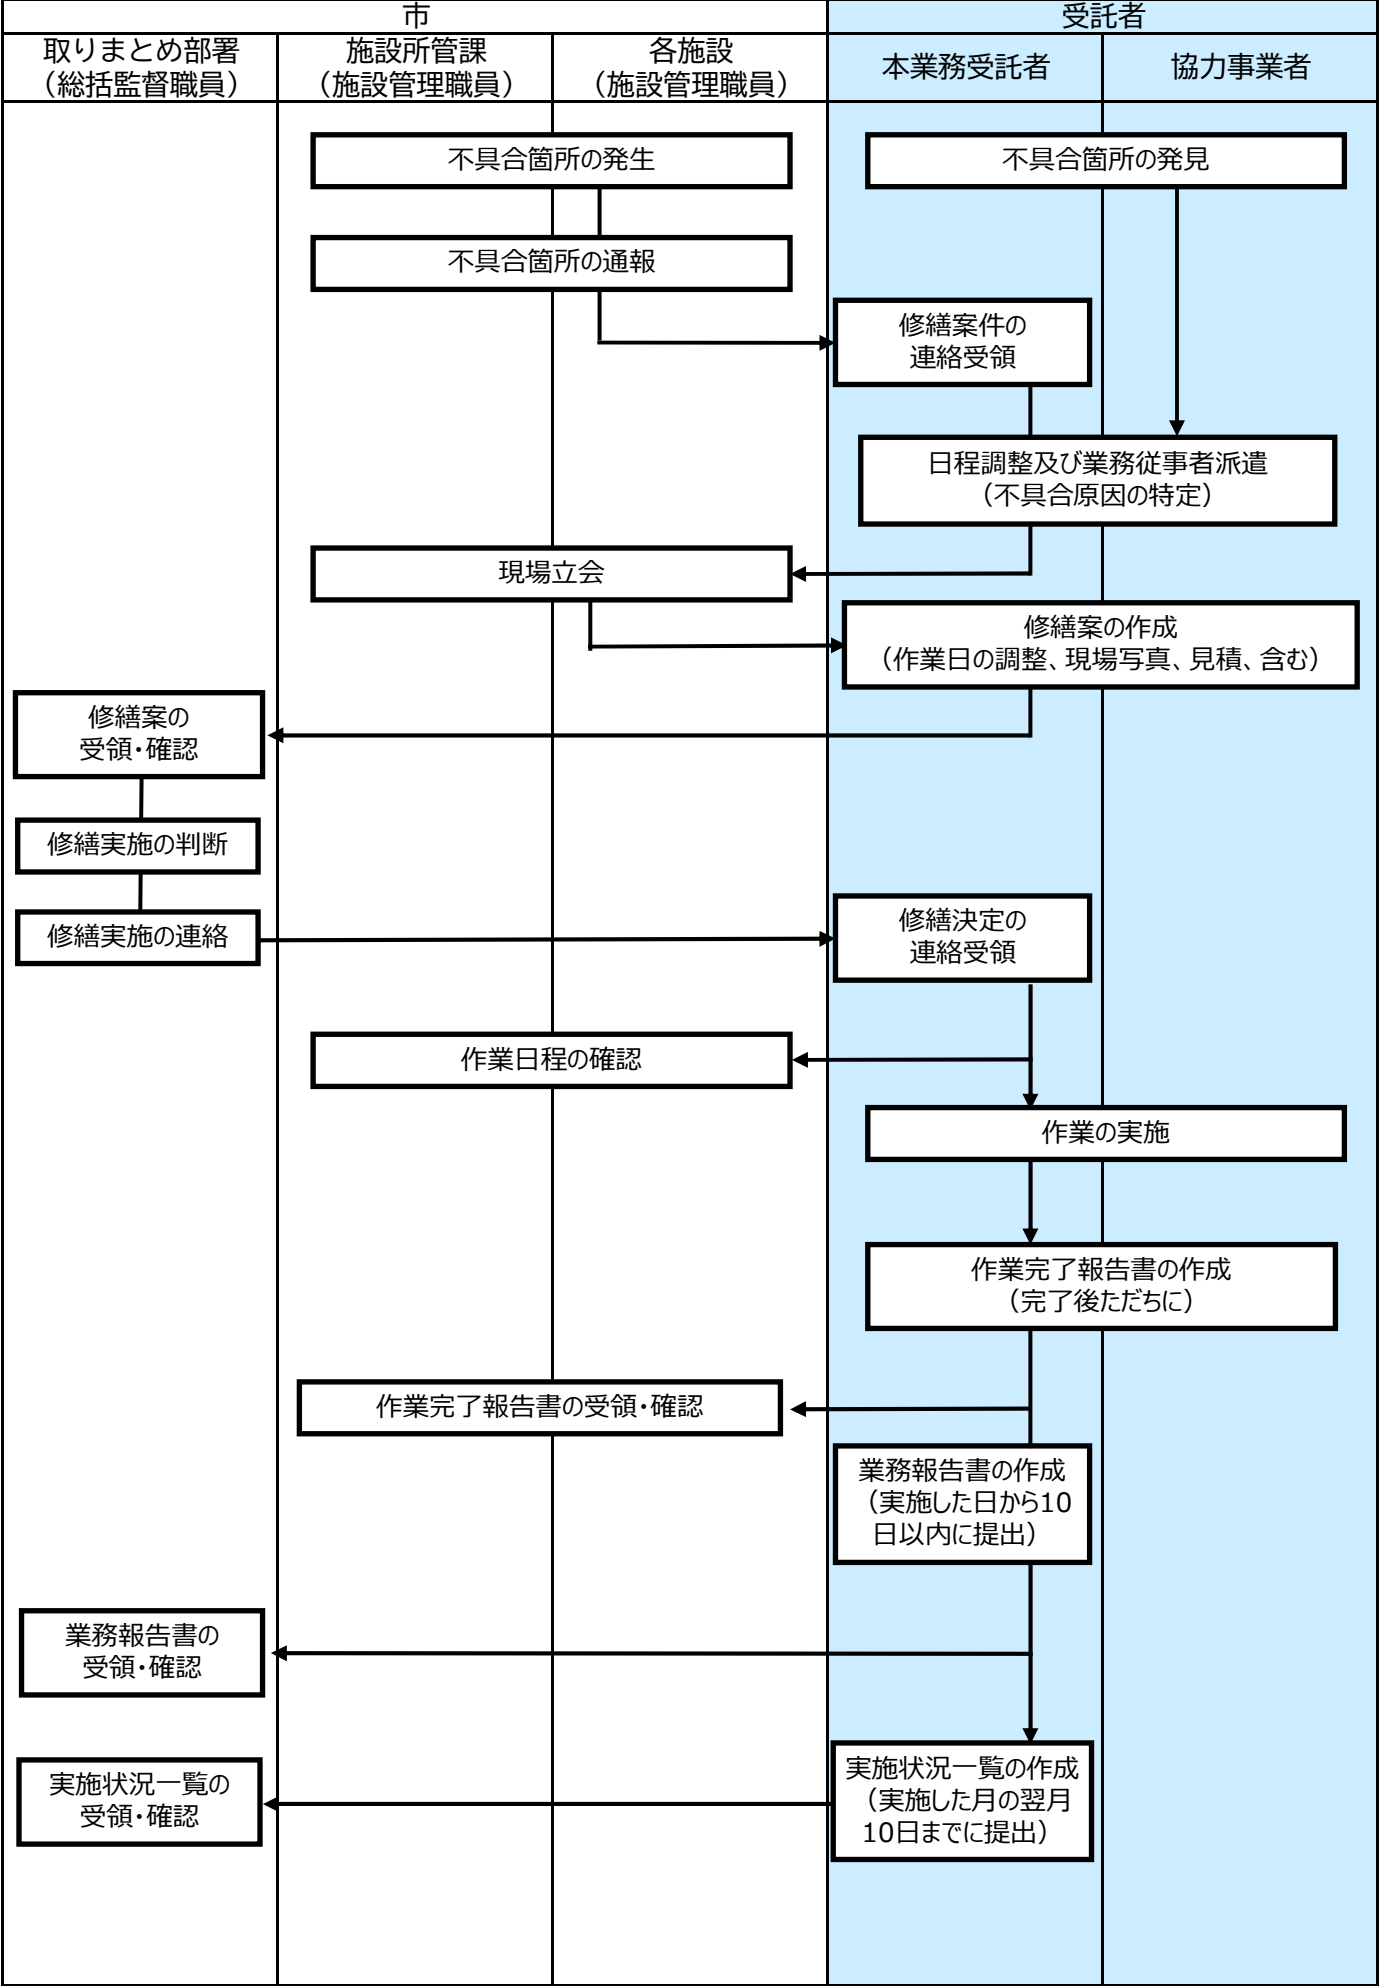 市
受託者
取りまとめ部署
（総括監督職員）
施設所管課
（施設管理職員）
各施設
（施設管理職員）
本業務受託者
協力事業者
不具合箇所の発生
不具合箇所の発見
不具合箇所の通報
修繕案件の
連絡受領
日程調整及び業務従事者派遣
（不具合原因の特定）
現場立会
修繕案の作成
（作業日の調整、現場写真、見積、含む）
修繕案の
受領・確認
修繕実施の判断
修繕実施の連絡
修繕決定の
連絡受領
作業日程の確認
作業の実施
作業完了報告書の作成
（完了後ただちに）
作業完了報告書の受領・確認
業務報告書の作成
（実施した日から10
日以内に提出）
業務報告書の
受領・確認
実施状況一覧の作成
（実施した月の翌月
10日までに提出）
実施状況一覧の
受領・確認